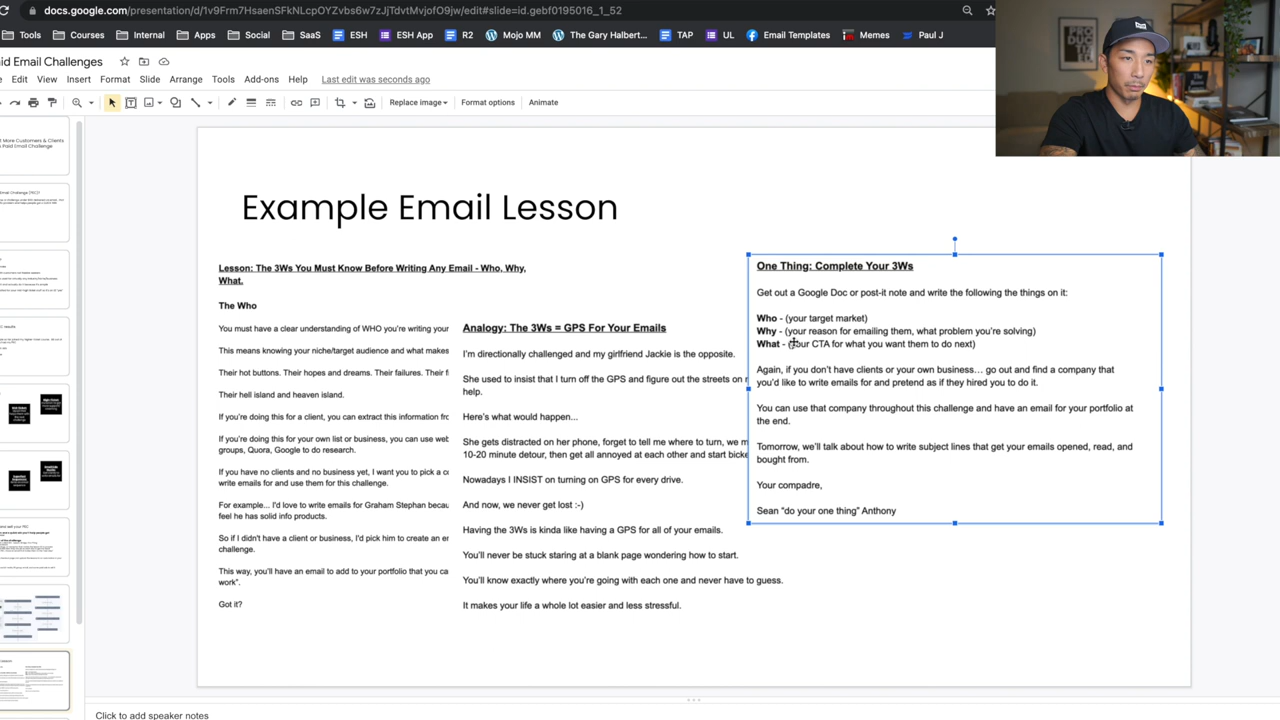 docs.google.com/presentation/d/1v9Frm7HsaenSFkNLcpOYZvbs6w7zJjTdvtMvjofO9jw/edit#slide=id.gebf0195016_1_52
Tools Courses Internal Apps Social SaaS ESH ESH App R2 Mojo MM The Gary Halbert... TAP UL Email Templates Memes Paul J
aid Email Challenges
Edit View Insert Format Slide Arrange Tools Add-ons Help Last edit was seconds ago
Replace image Format options Animate
Example Email Lesson
Lesson: The 3Ws You Must Know Before Writing Any Email - Who, Why,
What.
The Who
You must have a clear understanding of WHO you're writing your
This means knowing your niche/target audience and what makes
Their hot buttons. Their hopes and dreams. Their failures. Their f
Their hell island and heaven island.
If you're doing this for a client, you can extract this information fro
If you're doing this for your own list or business, you can use web
groups, Quora, Google to do research.
If you have no clients and no business yet, I want you to pick a co
write emails for and use them for this challenge.
For example... I'd love to write emails for Graham Stephan becau
feel he has solid info products.
So if I didn't have a client or business, I'd pick him to create an em
challenge.
This way, you'll have an email to add to your portfolio that you ca
work".
Got it?
Analogy: The 3Ws = GPS For Your Emails
I'm directionally challenged and my girlfriend Jackie is the opposite.
She used to insist that I turn off the GPS and figure out the streets on m
help.
Here's what would happen...
She gets distracted on her phone, forget to tell me where to turn, we m
10-20 minute detour, then get all annoyed at each other and start bicke
Nowadays I INSIST on turning on GPS for every drive.
And now, we never get lost :-)
Having the 3Ws is kinda like having a GPS for all of your emails.
You'll never be stuck staring at a blank page wondering how to start.
You'll know exactly where you're going with each one and never have to guess.
It makes your life a whole lot easier and less stressful.
One Thing: Complete Your 3Ws
Get out a Google Doc or post-it note and write the following the things on it:
Who - (your target market)
Why - (your reason for emailing them, what problem you're solving)
What - (your CTA for what you want them to do next)
Again, if you don't have clients or your own business… go out and find a company that
you'd like to write emails for and pretend as if they hired you to do it.
You can use that company throughout this challenge and have an email for your portfolio at
the end.
Tomorrow, we'll talk about how to write subject lines that get your emails opened, read, and
bought from.
Your compadre,
Sean "do your one thing" Anthony
Click to add speaker notes